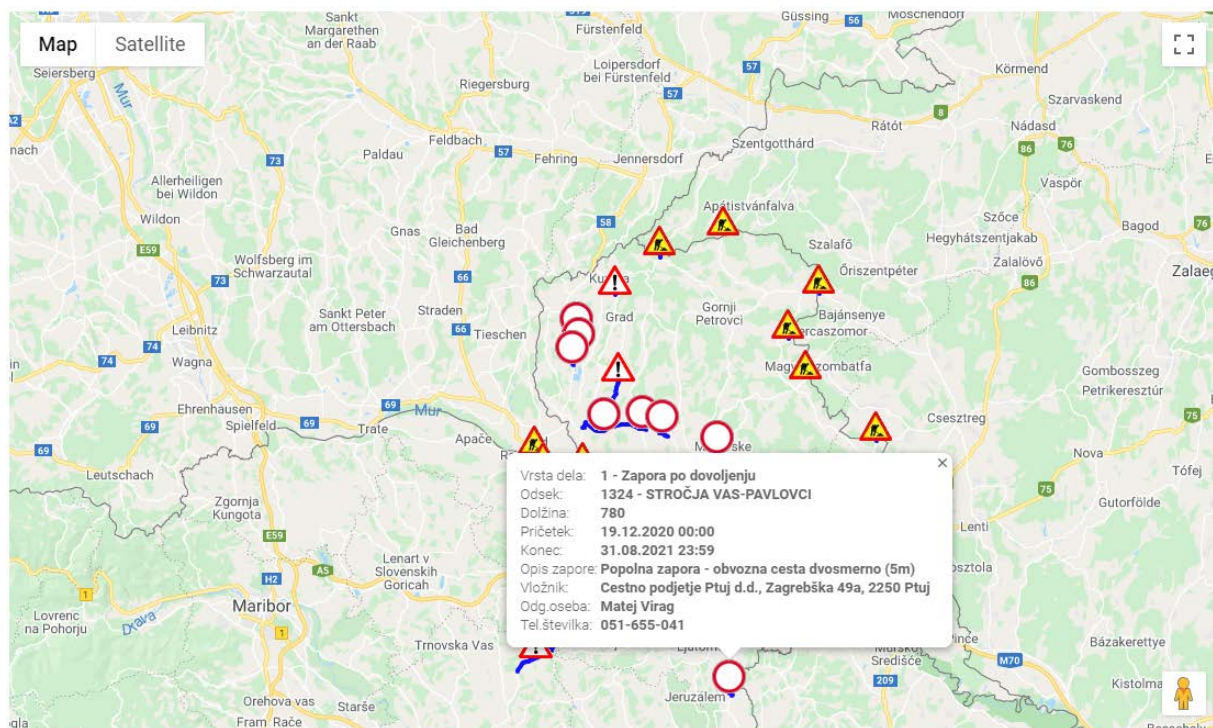 Map Satellite
Sankt
Margarethen
an der Raab
Fürstenfeld
Güssing 56 Moschendorf
Seiersberg
Mur
Loipersdorf
bei Fürstenfeld
57
Körmend
Riegersburg
57
Szarvaskend
A2
8
Rátót
Nádasd
nach
73
Paldau
Feldbach
57
Fehring
Jennersdorf
Szentgotthárd
86
76
Allerheiligen
bei Wildon
Vaspör
Wildon
58
Apátistvánfalva
Szőce
E59
Gnas
Bad
Gleichenberg
Szalafő
Hegyhátszentjakab
Bagod
76
Wolfsberg im
Schwarzautal
73
66
Őriszentpéter
Zalalövő
86
Zalaeg
Sankt Peter
am Ottersbach
Straden
66
Tieschen
Grad
Gornji
Petrovci
Bajánsenye
Leibnitz
74
74
Wagna
Gombosszeg
Petrikeresztúr
Ehrenhausen
Spielfeld
69
Trate
69
Mur
Apače
Csesztreg
75
69
Leutschach
Nova
Tófej
75
Zgornja
Kungota
E59
Gutorfölde
Lenti
H2
A5
Lenart v
Slovenskih
Goricah
1
Maribor
1
Lovrenc
na Pohorju
Drava
Trnovska Vas
Vrsta dela: 1 - Zapora po dovoljenju
Odsek: 1324 - STROČJA VAS-PAVLOVCI
Dolžina: 780
Pričetek: 19.12.2020 00:00
Konec: 31.08.2021 23:59
Opis zapore: Popolna zapora - obvozna cesta dvosmerno (5m)
Vložnik: Cestno podjetje Ptuj d.d., Zagrebška 49a, 2250 Ptuj
Odg.oseba: Matej Virag
Tel.številka: 051-655-041
Središče
M70
Bázakerettye
209
Kistolma
Jeruzalem
Orehova vas
Starše
Fram Rače